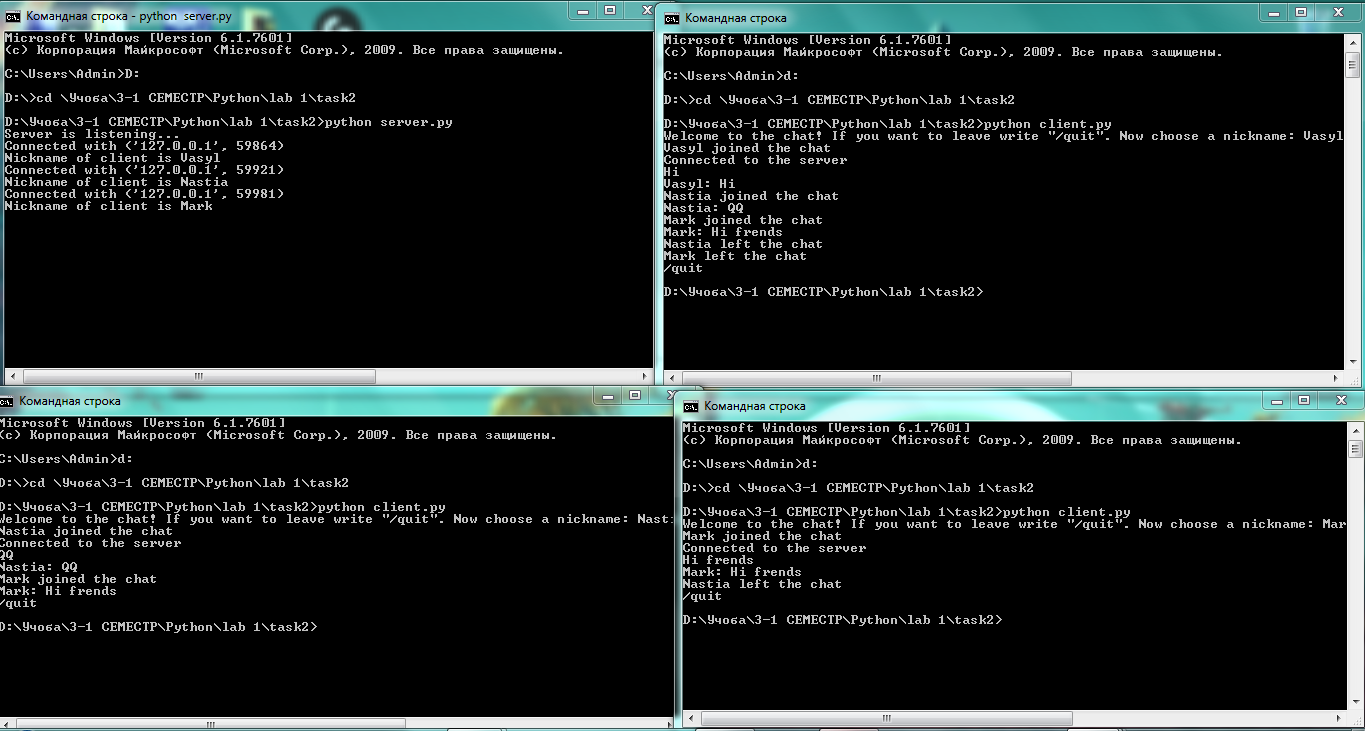 Командная строка - python server.py
Microsoft Windows [Version 6.1.7601]
(c) Корпорация Майкрософт (Microsoft Corp.), 2009. Все права защищены.
C:\Users\Admin>D:
D:\>cd \Учоба\3-1 СЕМЕСТР\Python\lab 1\task2
D:\Учоба\3-1 СЕМЕСТР\Python\lab 1\task2>python server.py
Server is listening...
Connected with ('127.0.0.1', 59864)
Nickname of client is Vasyl
Connected with ('127.0.0.1', 59921)
Nickname of client is Nastia
Connected with ('127.0.0.1', 59981)
Nickname of client is Mark
Командная строка
Microsoft Windows [Version 6.1.7601]
(c) Корпорация Майкрософт (Microsoft Corp.), 2009. Все права защищены.
C:\Users\Admin>d:
D:\>cd \Учоба\3-1 СЕМЕСТР\Python\lab 1\task2
D:\Учоба\3-1 СЕМЕСТР\Python\lab 1\task2>python client.py
Welcome to the chat! If you want to leave write "/quit". Now choose a nickname: Vasyl
Vasyl joined the chat
Connected to the server
Hi
Vasyl: Hi
Nastia joined the chat
Nastia: QQ
Mark joined the chat
Mark: Hi frends
Nastia left the chat
Mark left the chat
/quit
D:\Учоба\3-1 СЕМЕСТР\Python\lab 1\task2>
Командная строка
Microsoft Windows [Version 6.1.7601]
(c) Корпорация Майкрософт (Microsoft Corp.), 2009. Все права защищены.
C:\Users\Admin>d:
D:\>cd \Учоба\3-1 СЕМЕСТР\Python\lab 1\task2
D:\Учоба\3-1 СЕМЕСТР\Python\lab 1\task2>python client.py
Welcome to the chat! If you want to leave write "/quit". Now choose a nickname: Nasti
Nastia joined the chat
Connected to the server
QQ
Nastia: QQ
Mark joined the chat
Mark: Hi frends
/quit
D:\Учоба\3-1 СЕМЕСТР\Python\lab 1\task2>
Командная строка
Microsoft Windows [Version 6.1.7601]
(c) Корпорация Майкрософт (Microsoft Corp.), 2009. Все права защищены.
C:\Users\Admin>d:
D:\>cd \Учоба\3-1 СЕМЕСТР\Python\lab 1\task2
D:\Учоба\3-1 СЕМЕСТР\Python\lab 1\task2>python client.py
Welcome to the chat! If you want to leave write "/quit". Now choose a nickname: Mar
Mark joined the chat
Connected to the server
Hi frends
Mark: Hi frends
Nastia left the chat
/quit
D:\Учоба\3-1 СЕМЕСТР\Python\lab 1\task2>